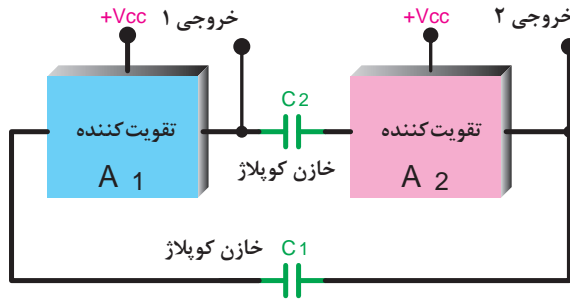 +Vcc
خروجی ۱
+Vcc
خروجی ۲
تقویت‌کننده
A 1
C2
خازن کوپلاژ
تقویت‌کننده
A 2
خازن کوپلاژ
C1